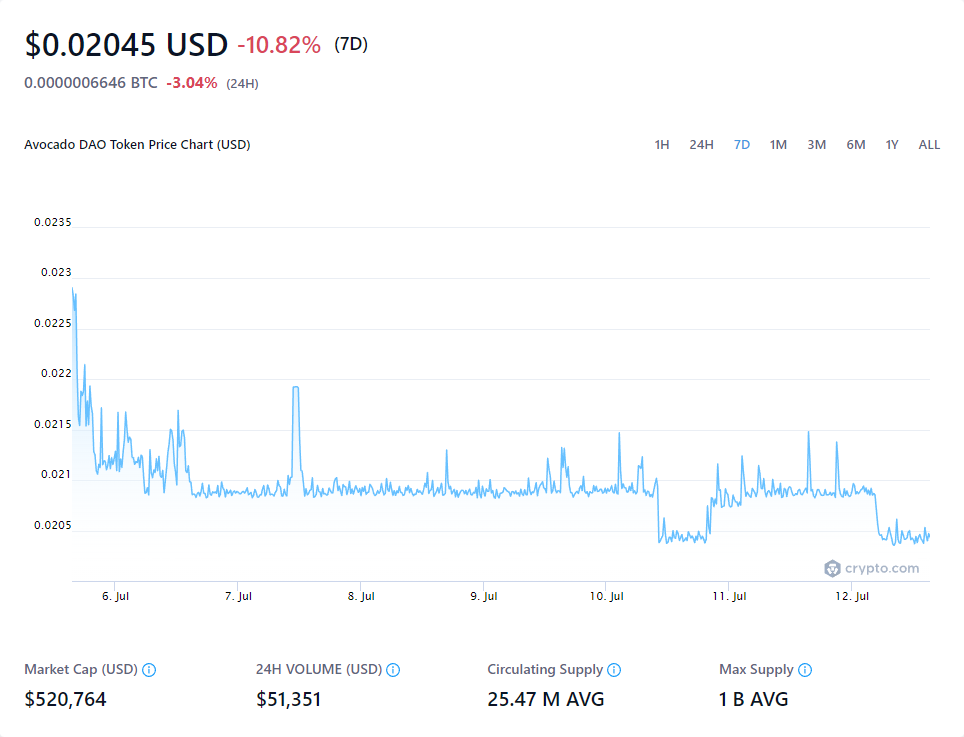 $0.02045 USD -10.82% (7D)
0.0000006646 BTC -3.04% (24H)
Avocado DAO Token Price Chart (USD) 1H 24H 7D 1M 3M 6M 1Y ALL
0.0235
0.023
0.0225
0.022
0.0215
0.021
0.0205
crypto.com
6. Jul 7. Jul 8. Jul 9. Jul 10. Jul 11. Jul 12. Jul
Market Cap (USD) 24H VOLUME (USD) Circulating Supply Max Supply
$520,764 $51,351 25.47 M AVG 1 B AVG